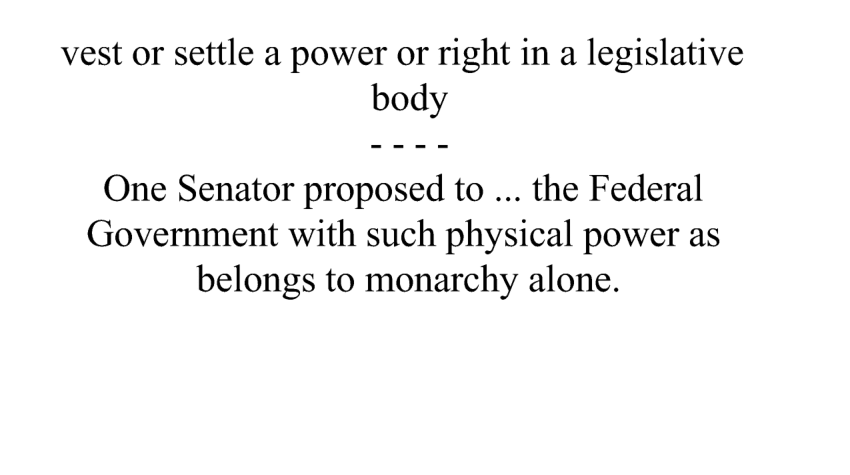 vest or settle a power or right in a legislative
body
- - - -
One Senator proposed to ... the Federal
Government with such physical power as
belongs to monarchy alone.